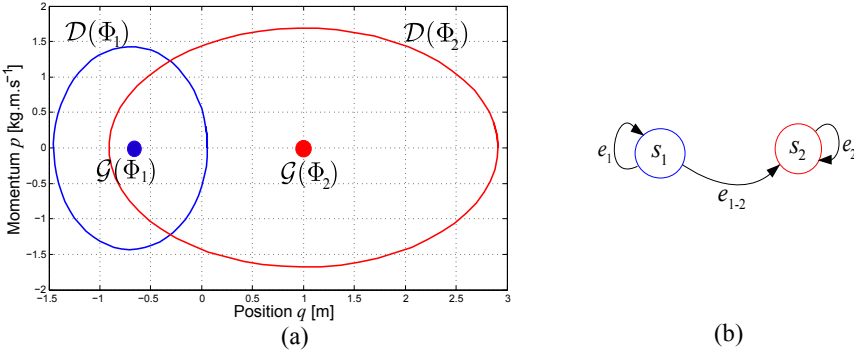 2
1.5
1
0.5
0
−0.5
−1
−1.5
−2
Momentum p [kg.m.s⁻¹]
𝒟(Φ₁)
𝒟(Φ₂)
𝒢(Φ₁)
𝒢(Φ₂)
−1.5 −1 −0.5 0 0.5 1 1.5 2 2.5 3
Position q [m]
(a)
e₁
s₁
e₁₋₂
s₂
e₂
(b)